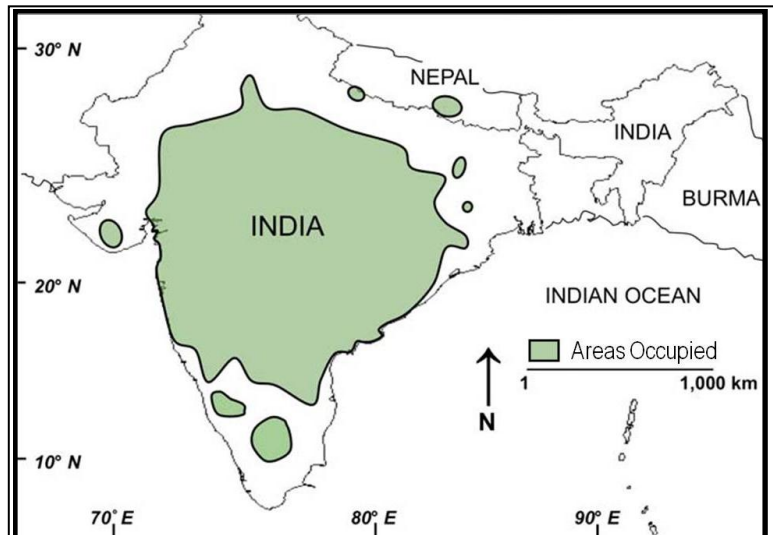 30° N
NEPAL
INDIA
BURMA
INDIA
20° N
INDIAN OCEAN
Areas Occupied
1 1,000 km
N
10° N
70° E 80° E 90° E